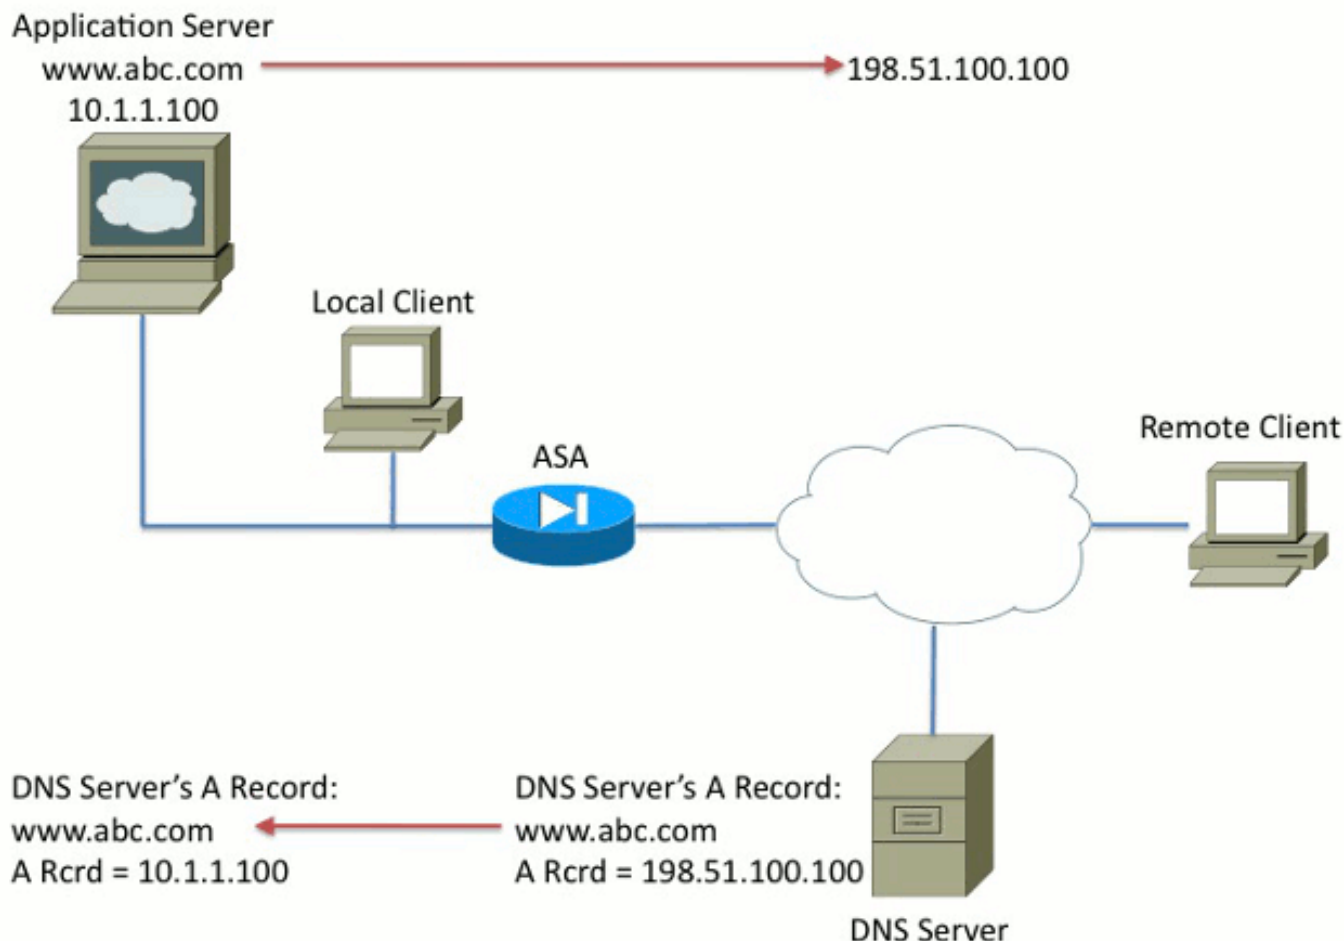 Application Server
www.abc.com
10.1.1.100
198.51.100.100
Local Client
ASA
Remote Client
DNS Server's A Record:
www.abc.com
A Rcrd = 10.1.1.100
DNS Server’s A Record:
www.abc.com
A Rcrd = 198.51.100.100
DNS Server